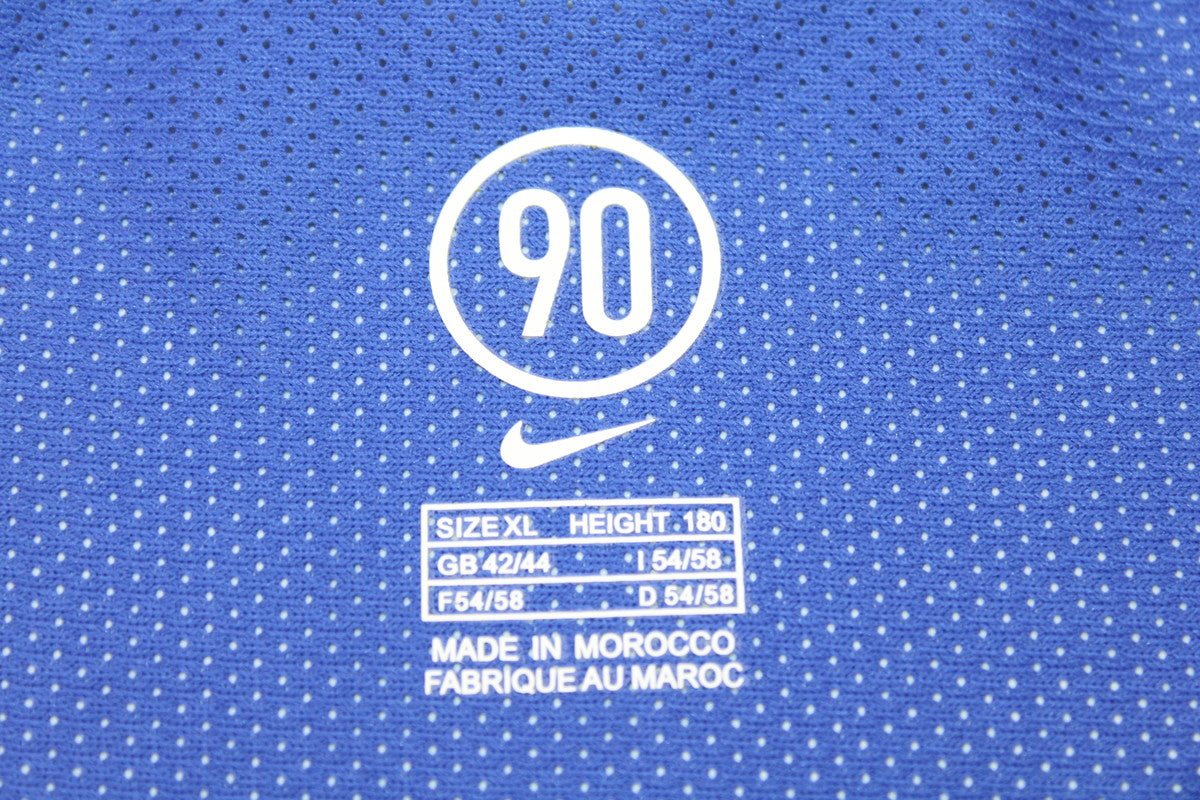 90
SIZE XL HEIGHT 180
GB 42/44 I 54/58
F 54/58 D 54/58
MADE IN MOROCCO
FABRIQUE AU MAROC